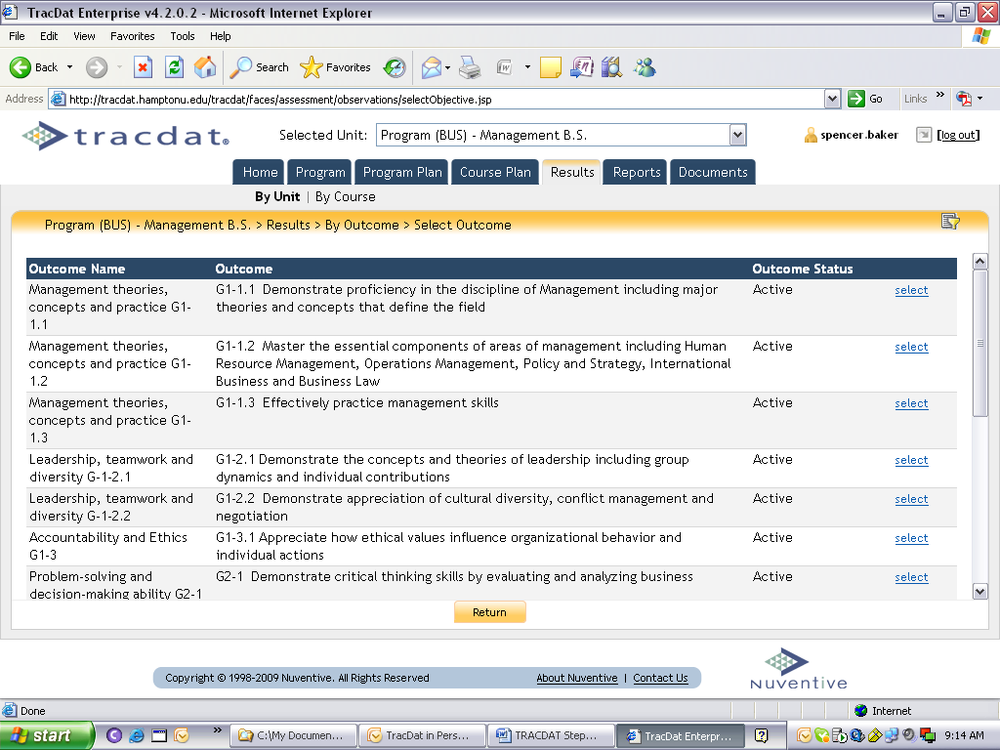 TracDat Enterprise v4.2.0.2 - Microsoft Internet Explorer
File Edit View Favorites Tools Help
Back Search Favorites
Address http://tracdat.hamptonu.edu/tracdat/faces/assessment/observations/selectObjective.jsp Go Links »
tracdat® Selected Unit: Program (BUS) - Management B.S. spencer.baker [log out]
Home Program Program Plan Course Plan Results Reports Documents
By Unit | By Course
Program (BUS) - Management B.S. > Results > By Outcome > Select Outcome
Outcome Name Outcome Outcome Status
Management theories, G1-1.1 Demonstrate proficiency in the discipline of Management including major Active select
concepts and practice G1- theories and concepts that define the field
1.1
Management theories, G1-1.2 Master the essential components of areas of management including Human Active select
concepts and practice G1- Resource Management, Operations Management, Policy and Strategy, International
1.2 Business and Business Law
Management theories, G1-1.3 Effectively practice management skills Active select
concepts and practice G1-
1.3
Leadership, teamwork and G1-2.1 Demonstrate the concepts and theories of leadership including group Active select
diversity G-1-2.1 dynamics and individual contributions
Leadership, teamwork and G1-2.2 Demonstrate appreciation of cultural diversity, conflict management and Active select
diversity G-1-2.2 negotiation
Accountability and Ethics G1-3.1 Appreciate how ethical values influence organizational behavior and Active select
G1-3 individual actions
Problem-solving and G2-1 Demonstrate critical thinking skills by evaluating and analyzing business Active select
decision-making ability G2-1
Return
Copyright © 1998-2009 Nuventive. All Rights Reserved About Nuventive | Contact Us
NUVENTIVE
Done Internet
start » C:\My Documen... TracDat in Pers... TRACDAT Step... TracDat Enterpr... 9:14 AM